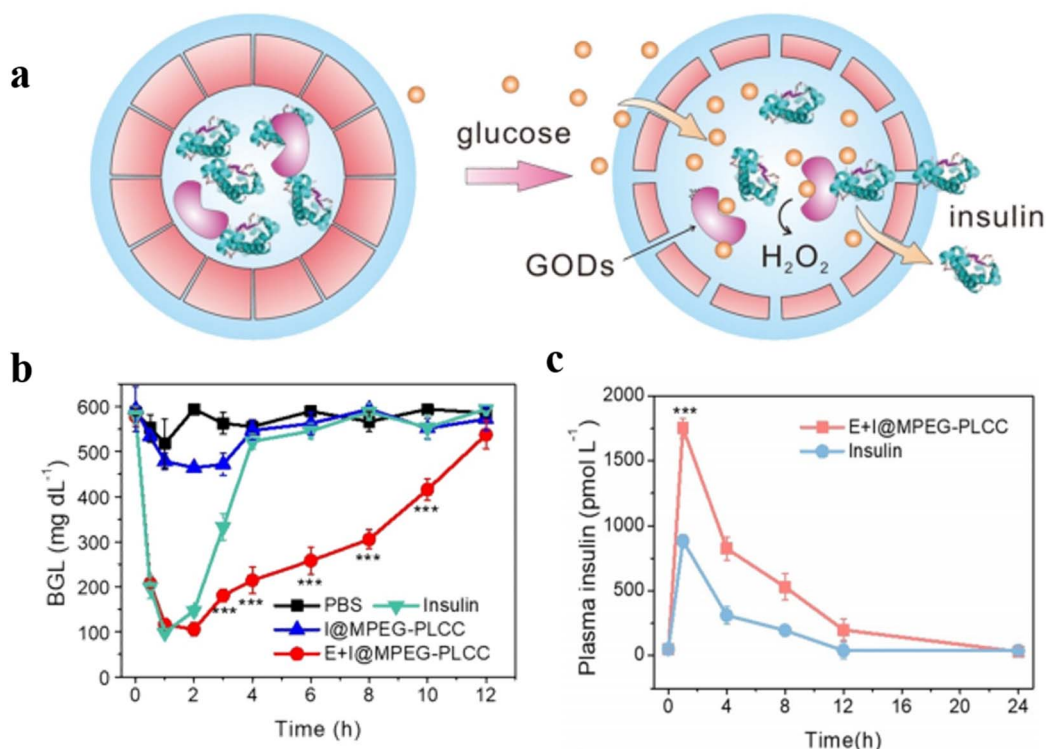 a
glucose
GODs
H2O2
insulin
b
BGL (mg dL⁻¹)
600
500
400
300
200
100
0
*** *** *** *** ***
PBS Insulin
I@MPEG-PLCC
E+I@MPEG-PLCC
0 2 4 6 8 10 12
Time (h)
c
Plasma insulin (pmol L⁻¹)
2000
1750
1500
1000
500
0
***
E+I@MPEG-PLCC
Insulin
0 4 8 12 16 20 24
Time(h)